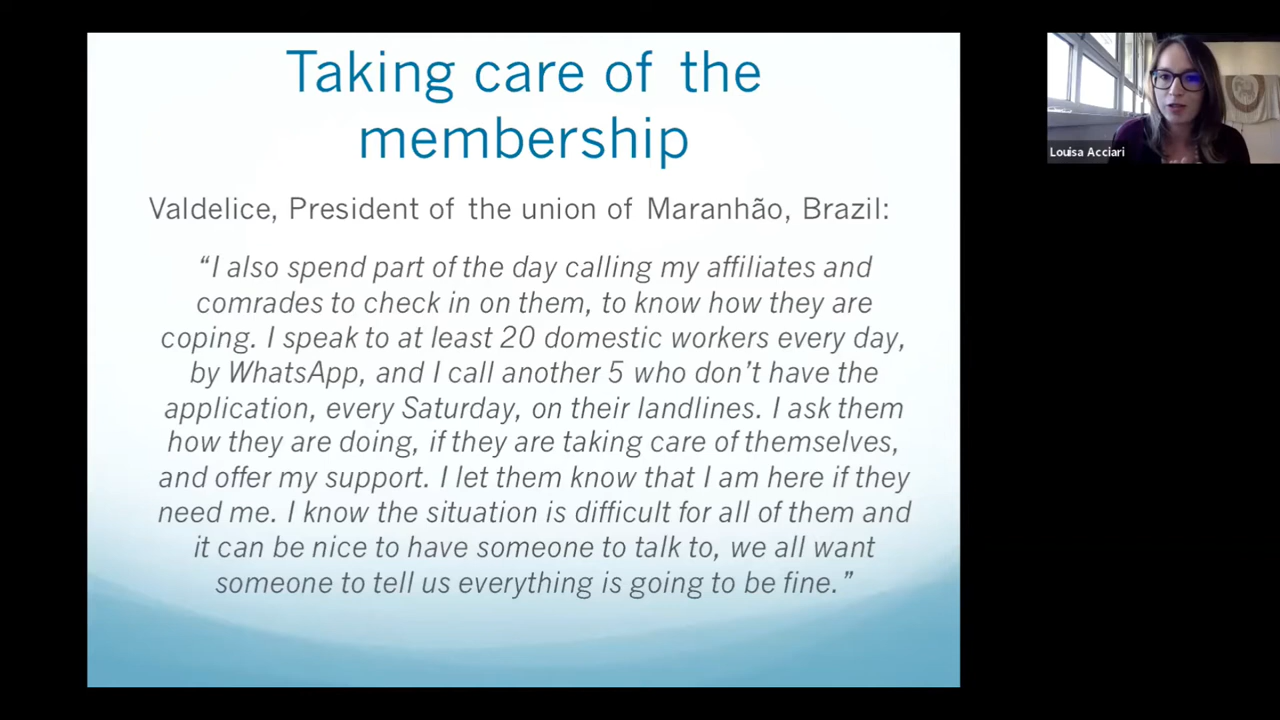 Taking care of the
membership
Valdelice, President of the union of Maranhão, Brazil:
“I also spend part of the day calling my affiliates and
comrades to check in on them, to know how they are
coping. I speak to at least 20 domestic workers every day,
by WhatsApp, and I call another 5 who don’t have the
application, every Saturday, on their landlines. I ask them
how they are doing, if they are taking care of themselves,
and offer my support. I let them know that I am here if they
need me. I know the situation is difficult for all of them and
it can be nice to have someone to talk to, we all want
someone to tell us everything is going to be fine.”
Louisa Acciari